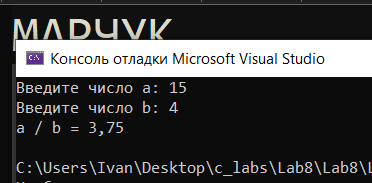 МАРЧУК
Консоль отладки Microsoft Visual Studio
Введите число a: 15
Введите число b: 4
a / b = 3,75
C:\Users\Ivan\Desktop\c_labs\Lab8\Lab8\L